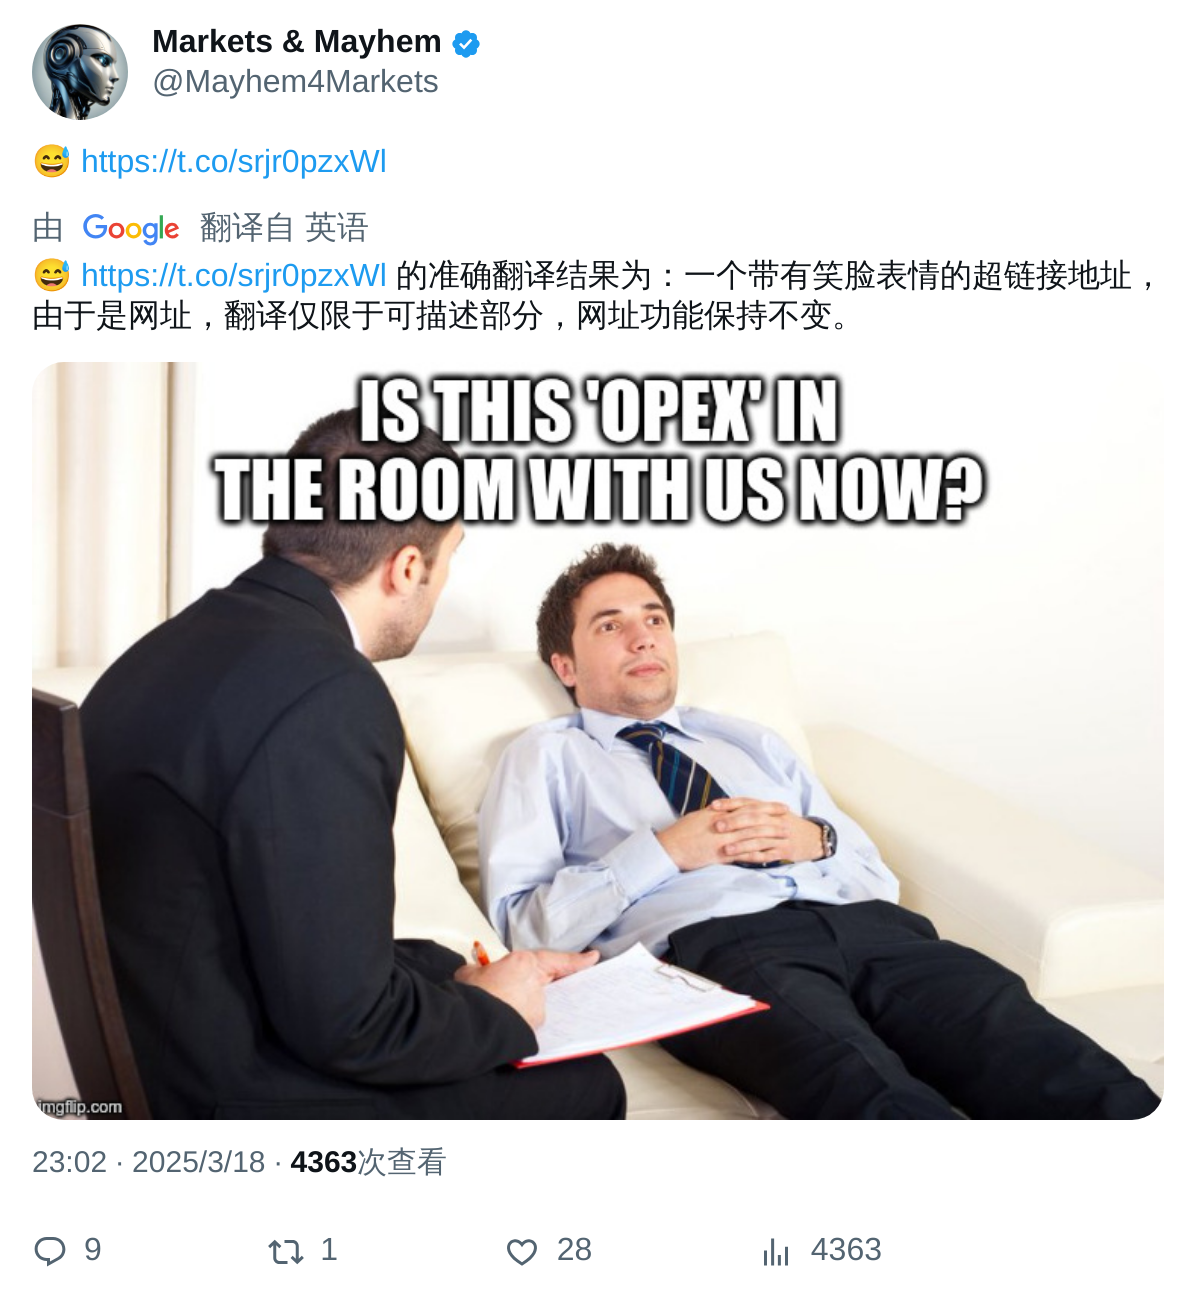 Markets & Mayhem
@Mayhem4Markets
😅 https://t.co/srjr0pzxWl
由 Google 翻译自 英语
😅 https://t.co/srjr0pzxWl 的准确翻译结果为：一个带有笑脸表情的超链接地址，
由于是网址，翻译仅限于可描述部分，网址功能保持不变。
IS THIS 'OPEX' IN
THE ROOM WITH US NOW?
imgflip.com
23:02 · 2025/3/18 · 4363次查看
9 1 28 4363